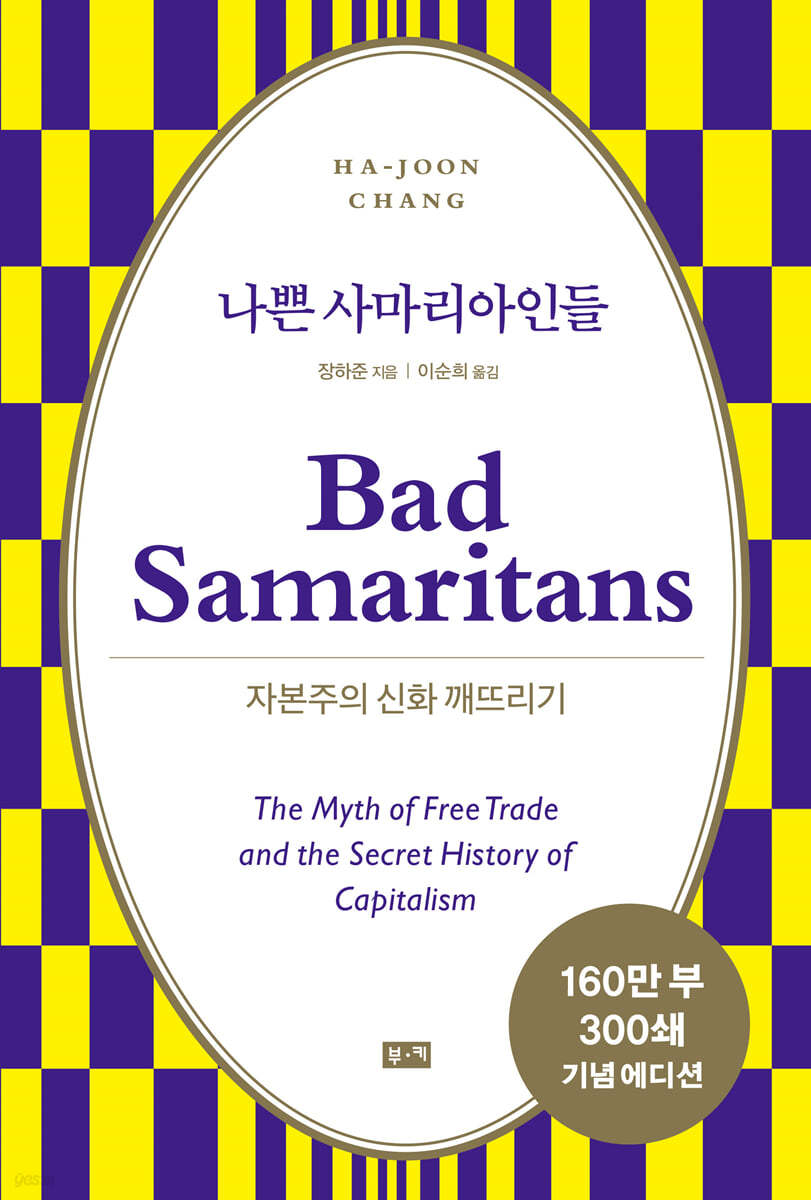 HA-JOON
CHANG
나쁜 사마리아인들
장하준 지음 | 이순희 옮김
Bad
Samaritans
자본주의 신화 깨뜨리기
The Myth of Free Trade
and the Secret History of
Capitalism
160만 부
300쇄
기념 에디션
부·키